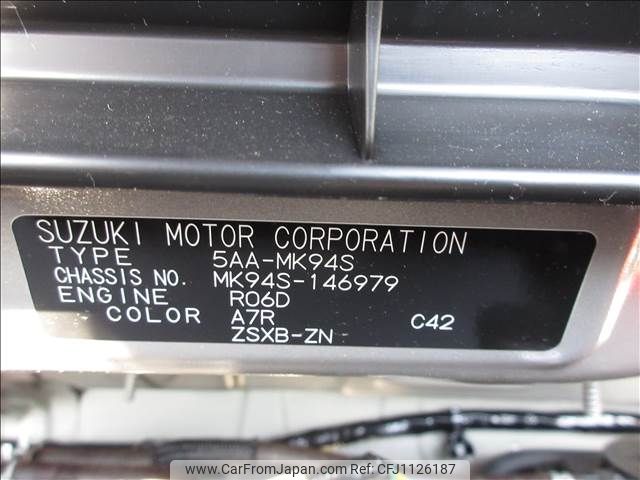 SUZUKI MOTOR CORPORATION
TYPE 5AA-MK94S
CHASSIS NO. MK94S-146979
ENGINE R06D
COLOR A7R C42
ZSXB-ZN
www.CarFromJapan.com | ©CFJ1126187